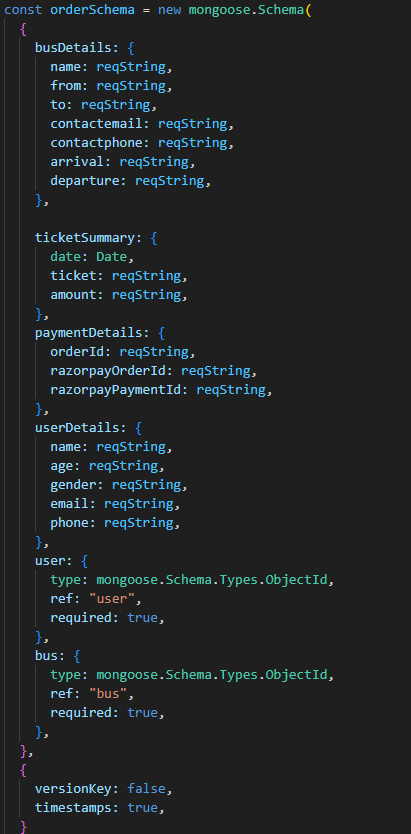 const orderSchema = new mongoose.Schema(
  {
    busDetails: {
      name: reqString,
      from: reqString,
      to: reqString,
      contactemail: reqString,
      contactphone: reqString,
      arrival: reqString,
      departure: reqString,
    },

    ticketSummary: {
      date: Date,
      ticket: reqString,
      amount: reqString,
    },
    paymentDetails: {
      orderId: reqString,
      razorpayOrderId: reqString,
      razorpayPaymentId: reqString,
    },
    userDetails: {
      name: reqString,
      age: reqString,
      gender: reqString,
      email: reqString,
      phone: reqString,
    },
    user: {
      type: mongoose.Schema.Types.ObjectId,
      ref: "user",
      required: true,
    },
    bus: {
      type: mongoose.Schema.Types.ObjectId,
      ref: "bus",
      required: true,
    },
  },
  {
    versionKey: false,
    timestamps: true,
  }